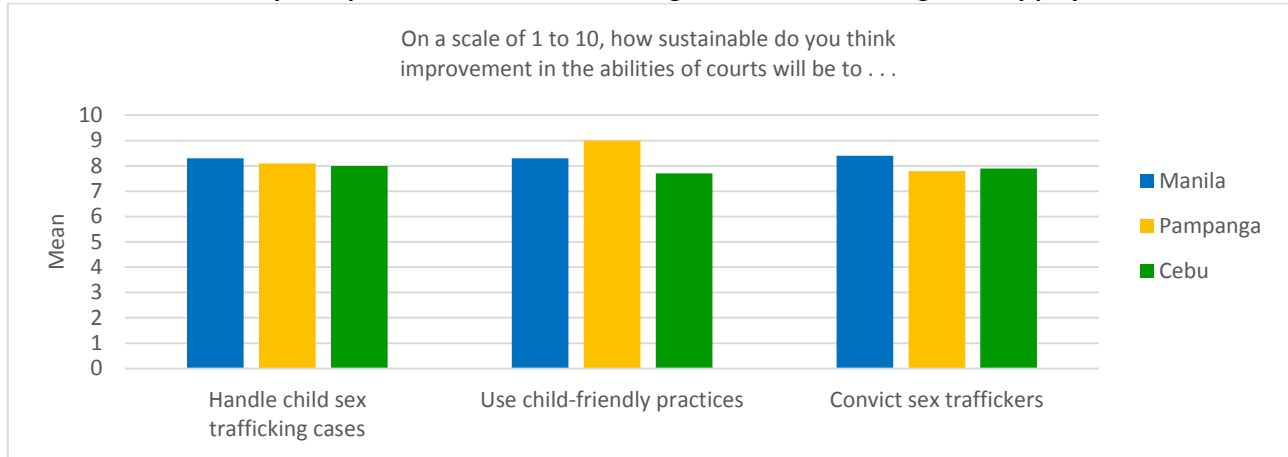 On a scale of 1 to 10, how sustainable do you think
improvement in the abilities of courts will be to . . .
10
9
8
7
6
5
4
3
2
1
0
Mean
Handle child sex
trafficking cases
Use child-friendly practices
Convict sex traffickers
Manila
Pampanga
Cebu